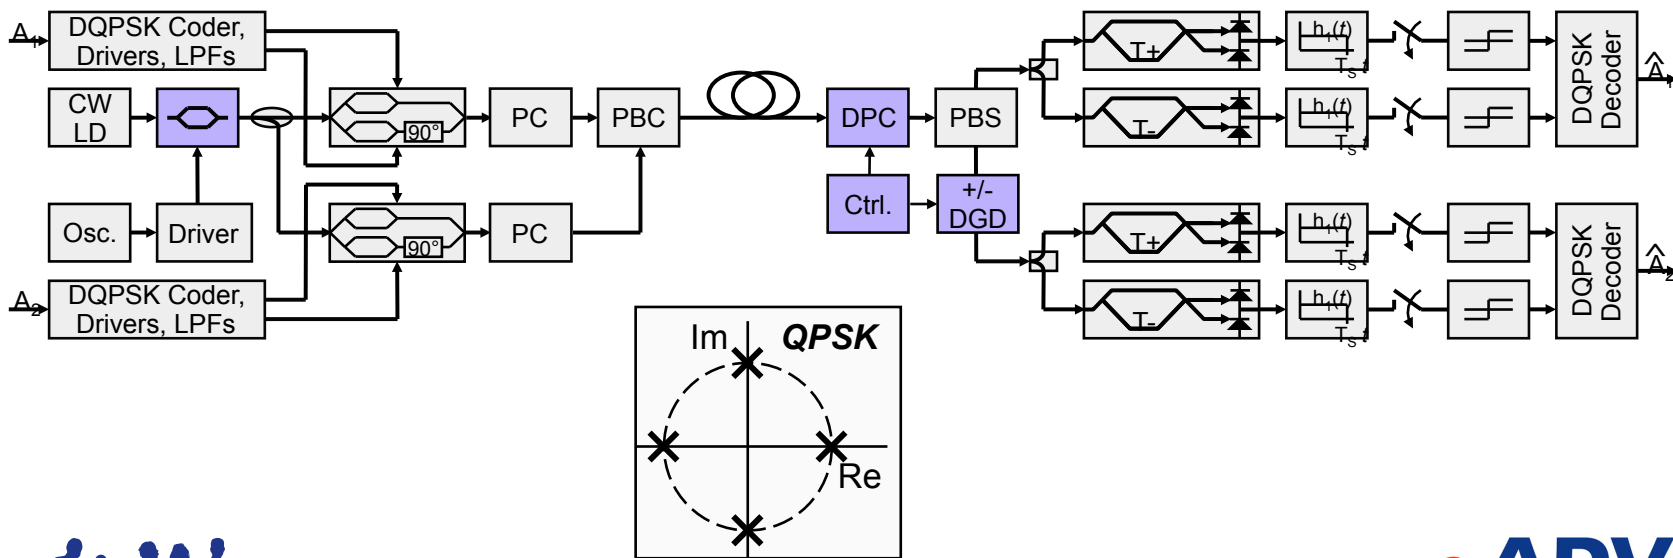 A₁
DQPSK Coder,
Drivers, LPFs
CW
LD
90°
PC
PBC
DPC
PBS
Osc.
Driver
90°
PC
Ctrl.
+/-
DGD
A₂
DQPSK Coder,
Drivers, LPFs
T+
h₁(t)
Tₛ t
T-
h₁(t)
Tₛ t
DQPSK
Decoder
Â₁
T+
h₁(t)
Tₛ t
T-
h₁(t)
Tₛ t
DQPSK
Decoder
Â₂
Im
QPSK
Re